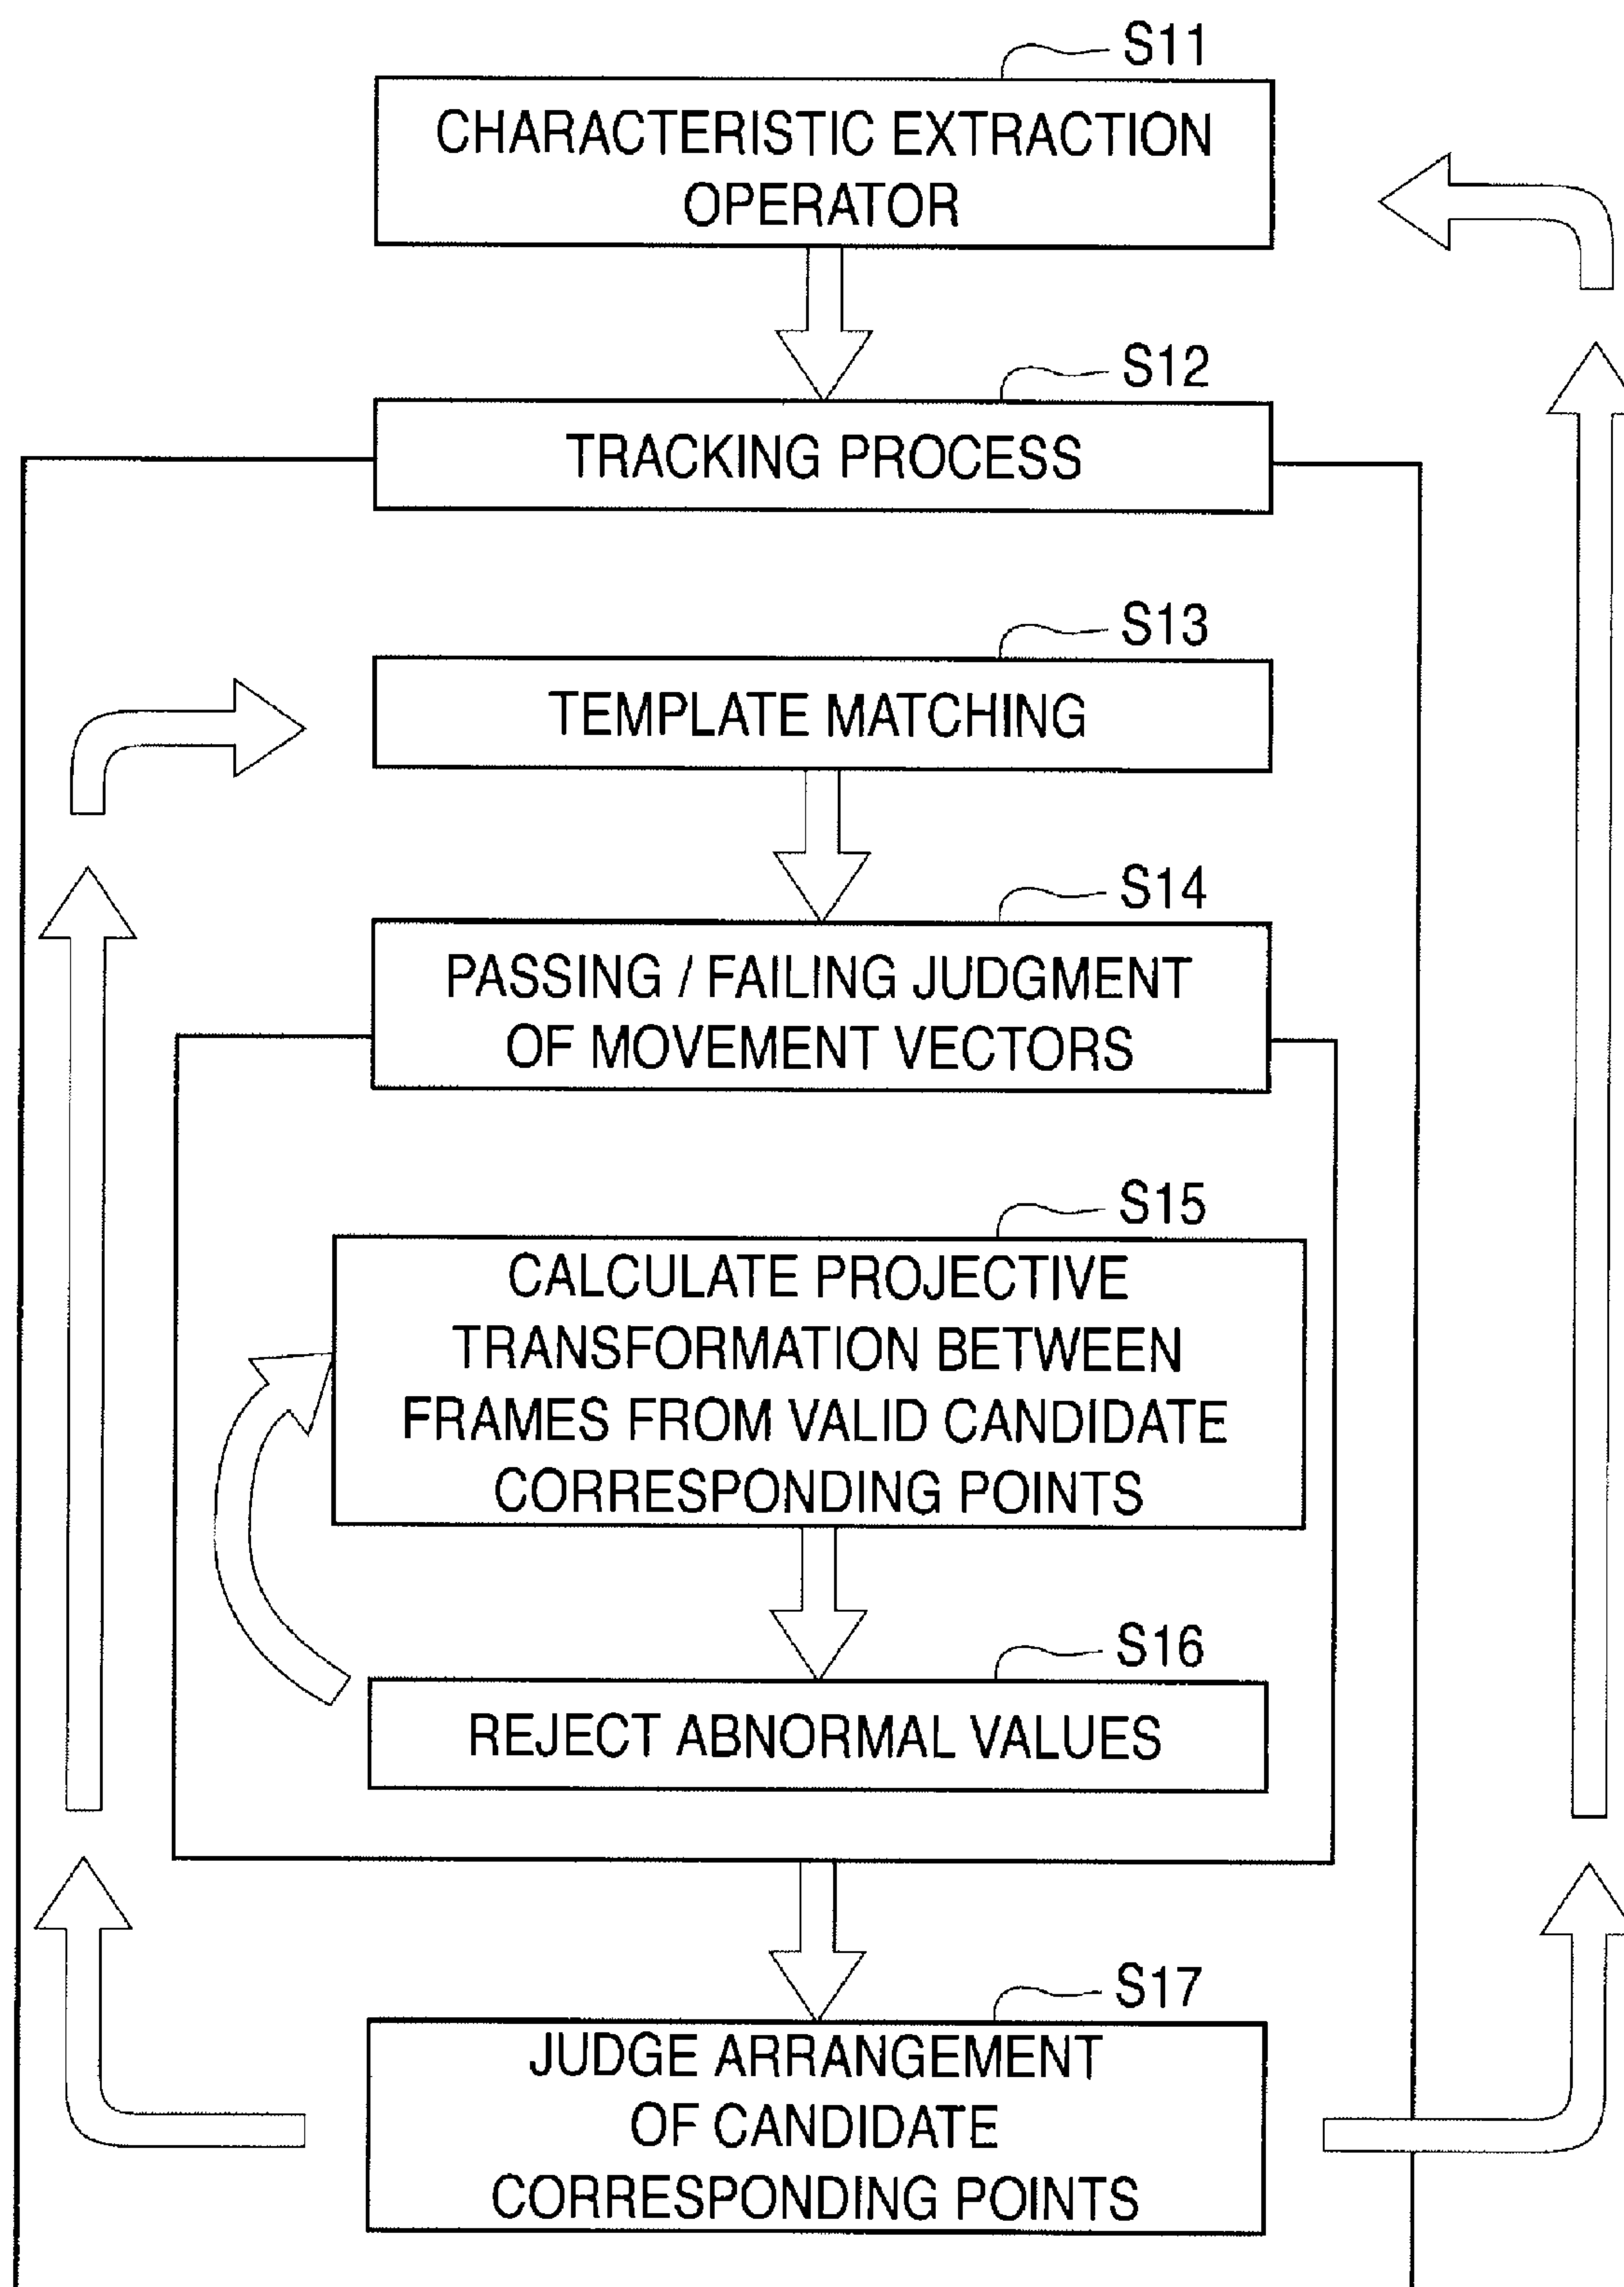 S11
CHARACTERISTIC EXTRACTION
OPERATOR
S12
TRACKING PROCESS
S13
TEMPLATE MATCHING
S14
PASSING / FAILING JUDGMENT
OF MOVEMENT VECTORS
S15
CALCULATE PROJECTIVE
TRANSFORMATION BETWEEN
FRAMES FROM VALID CANDIDATE
CORRESPONDING POINTS
S16
REJECT ABNORMAL VALUES
S17
JUDGE ARRANGEMENT
OF CANDIDATE
CORRESPONDING POINTS